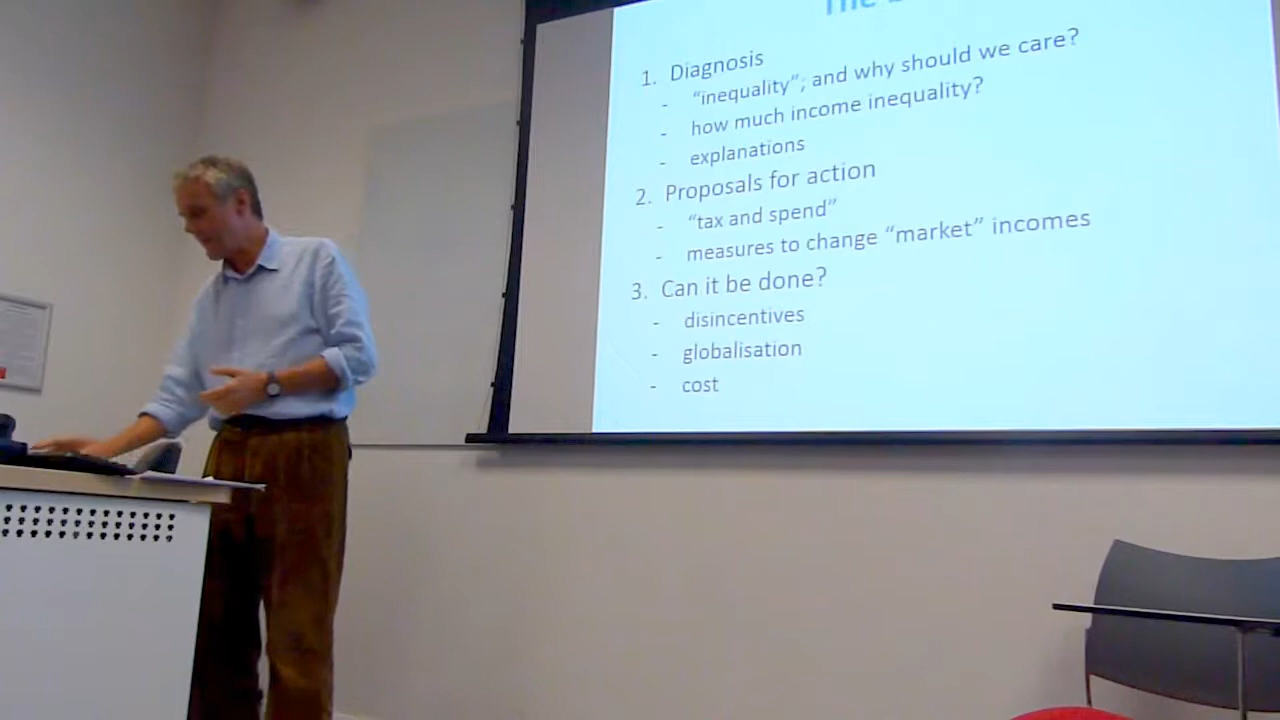 The
1. Diagnosis
- "inequality"; and why should we care?
- how much income inequality?
- explanations
2. Proposals for action
- "tax and spend"
- measures to change "market" incomes
3. Can it be done?
- disincentives
- globalisation
- cost